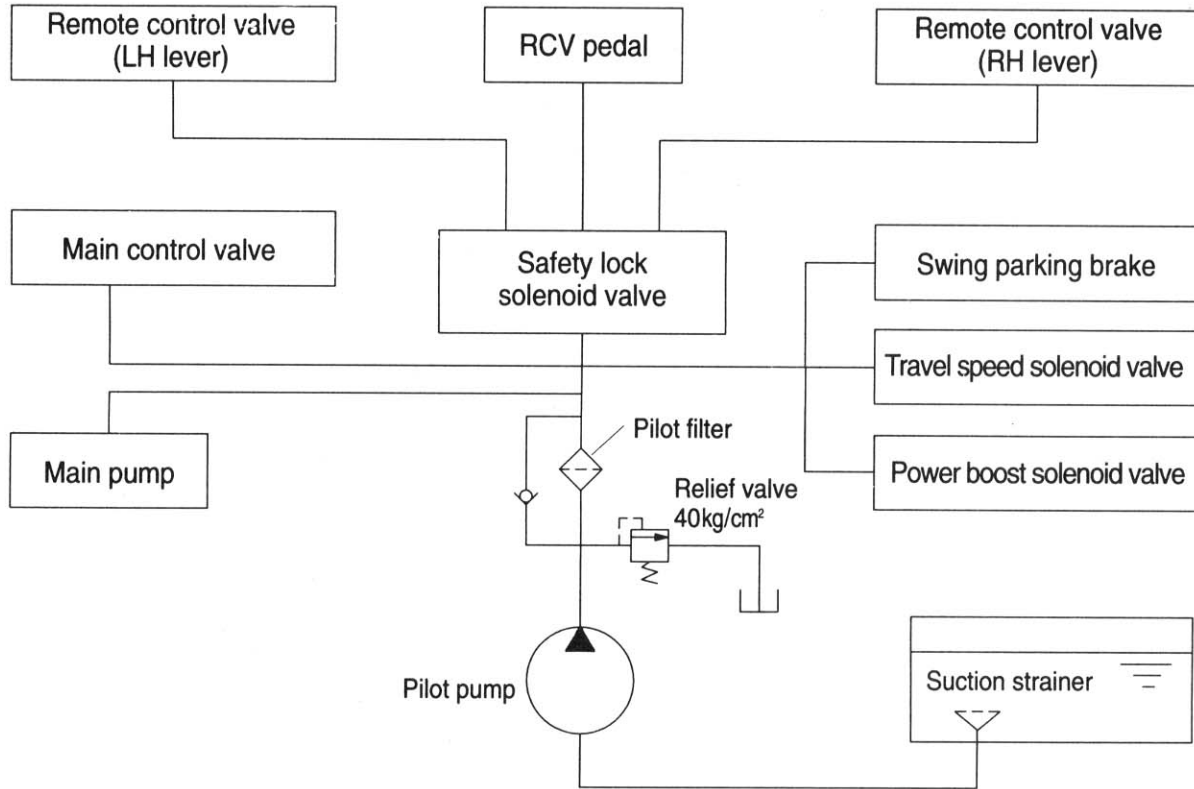 Remote control valve
(LH lever)
RCV pedal
Remote control valve
(RH lever)
Main control valve
Safety lock
solenoid valve
Swing parking brake
Travel speed solenoid valve
Main pump
Pilot filter
Power boost solenoid valve
Relief valve
40kg/cm²
Pilot pump
Suction strainer